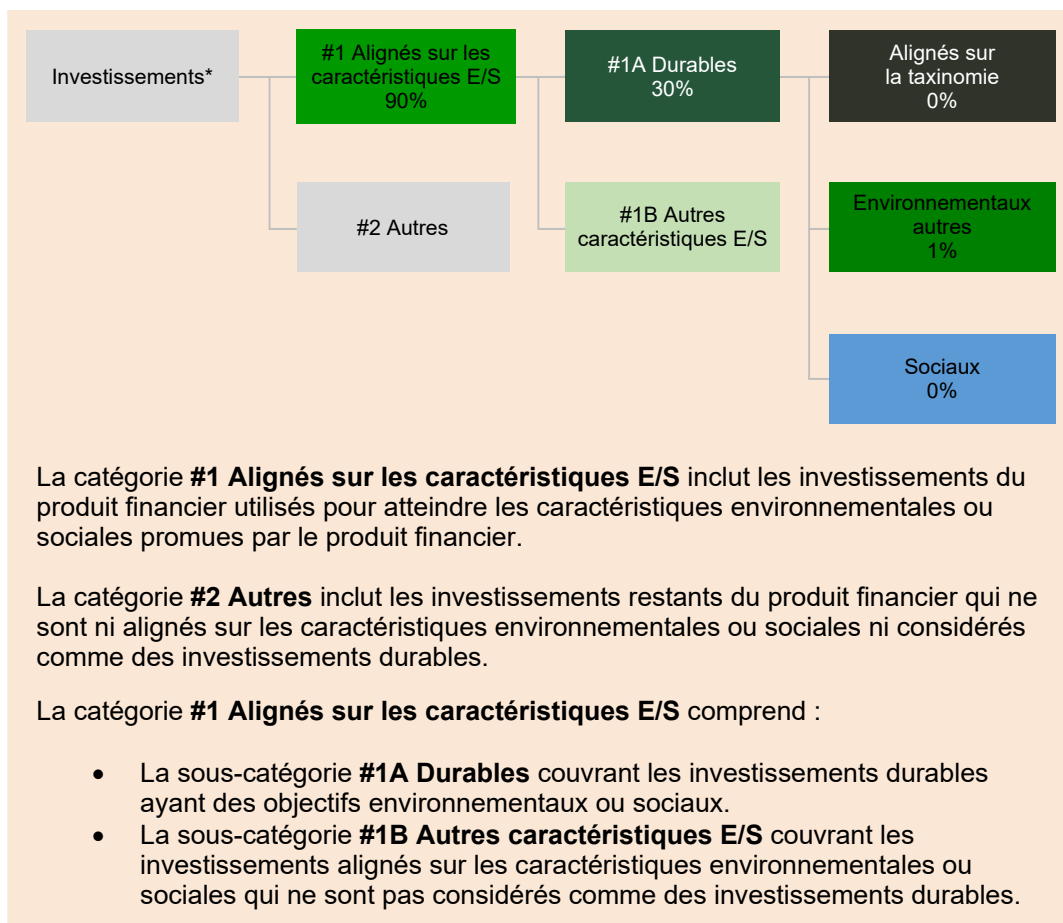 Investissements*
#1 Alignés sur les
caractéristiques E/S
90%
#1A Durables
30%
Alignés sur
la taxinomie
0%
#2 Autres
#1B Autres
caractéristiques E/S
Environnementaux
autres
1%
Sociaux
0%
La catégorie #1 Alignés sur les caractéristiques E/S inclut les investissements du
produit financier utilisés pour atteindre les caractéristiques environnementales ou
sociales promues par le produit financier.
La catégorie #2 Autres inclut les investissements restants du produit financier qui ne
sont ni alignés sur les caractéristiques environnementales ou sociales ni considérés
comme des investissements durables.
La catégorie #1 Alignés sur les caractéristiques E/S comprend :
• La sous-catégorie #1A Durables couvrant les investissements durables
ayant des objectifs environnementaux ou sociaux.
• La sous-catégorie #1B Autres caractéristiques E/S couvrant les
investissements alignés sur les caractéristiques environnementales ou
sociales qui ne sont pas considérés comme des investissements durables.